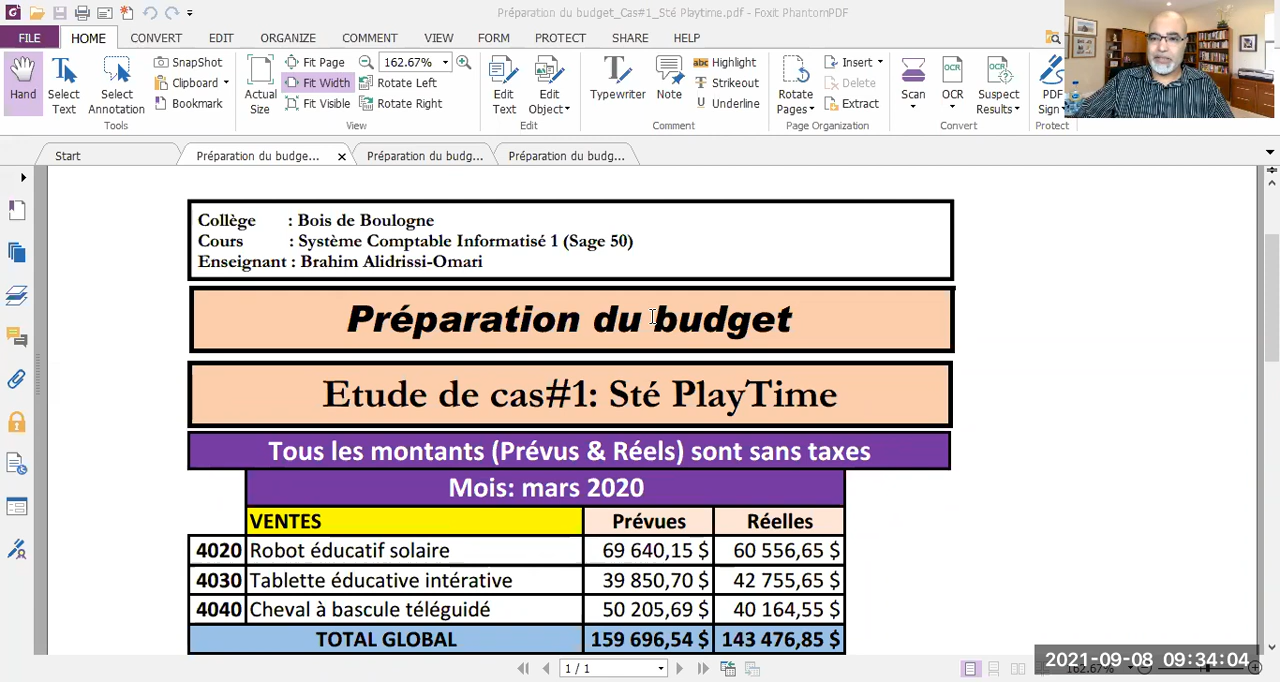 Préparation du budget_Cas#1_Sté Playtime.pdf - Foxit PhantomPDF
FILE HOME CONVERT EDIT ORGANIZE COMMENT VIEW FORM PROTECT SHARE HELP
Hand
Select Text
Select Annotation
SnapShot
Clipboard
Bookmark
Tools
Actual Size
Fit Page
Fit Width
Fit Visible
162.67%
Rotate Left
Rotate Right
View
Edit Text
Edit Object
Edit
Typewriter
Note
abc Highlight
Strikeout
U Underline
Comment
Rotate Pages
Insert
Delete
Extract
Page Organization
Scan
OCR
OCR
Suspect Results
Convert
PDF Sign
Protect
Start
Préparation du budge... x
Préparation du budg...
Préparation du budg...
Collège : Bois de Boulogne
Cours : Système Comptable Informatisé 1 (Sage 50)
Enseignant : Brahim Alidrissi-Omari
Préparation du budget
Etude de cas#1: Sté PlayTime
Tous les montants (Prévus & Réels) sont sans taxes
Mois: mars 2020
VENTES Prévues Réelles
4020 Robot éducatif solaire 69 640,15 $ 60 556,65 $
4030 Tablette éducative intérative 39 850,70 $ 42 755,65 $
4040 Cheval à bascule téléguidé 50 205,69 $ 40 164,55 $
TOTAL GLOBAL 159 696,54 $ 143 476,85 $
1 / 1
162.67%
2021-09-08 09:34:04